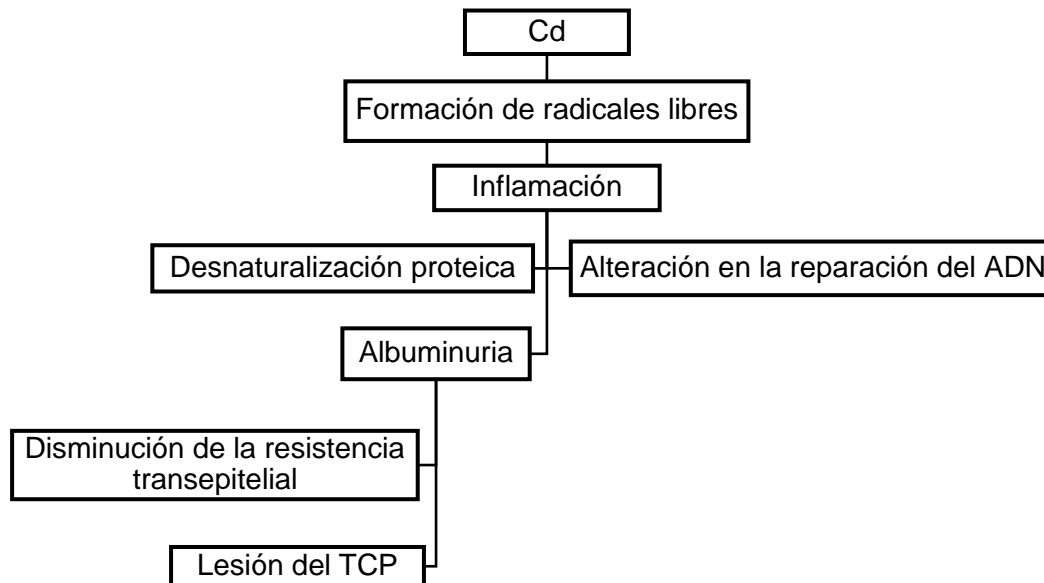 Cd
Formación de radicales libres
Inflamación
Desnaturalización proteica
Alteración en la reparación del ADN
Albuminuria
Disminución de la resistencia
transepitelial
Lesión del TCP